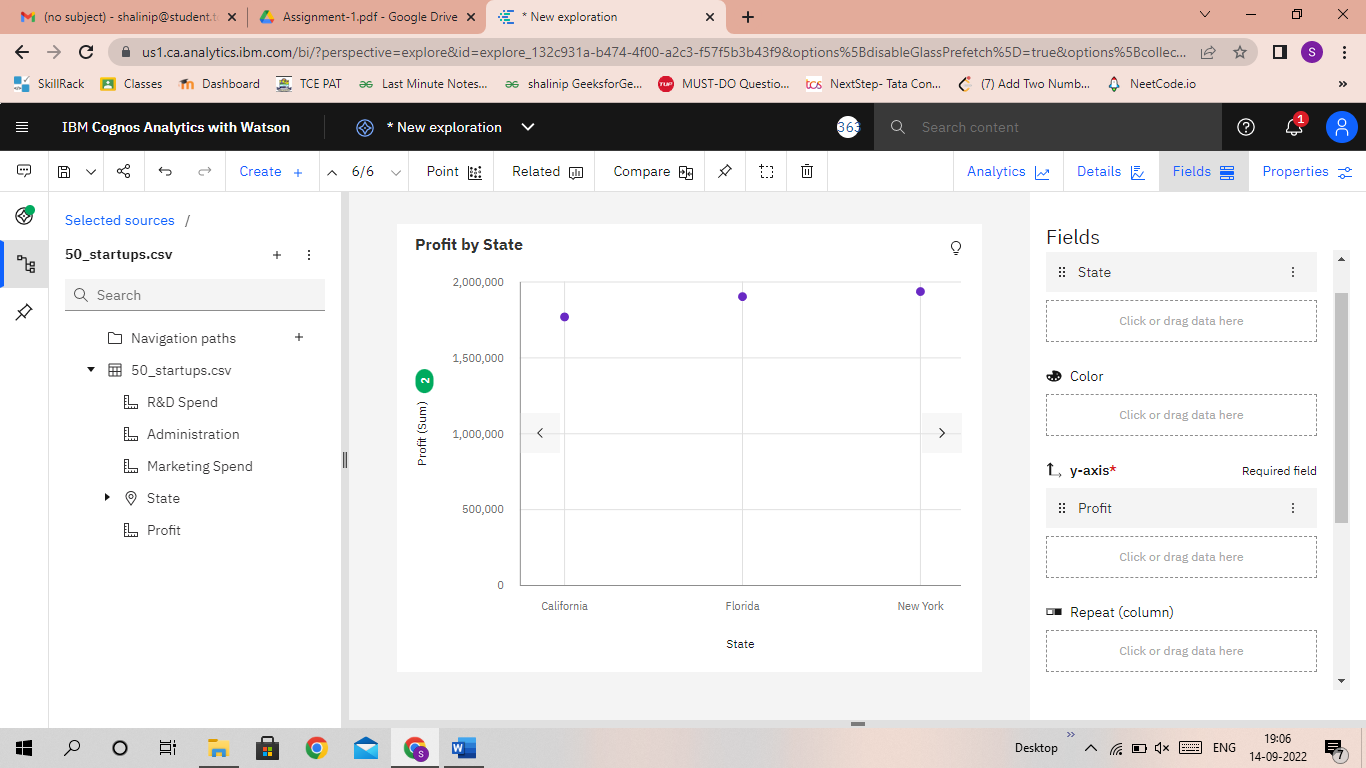 (no subject) - shalinip@student.t
Assignment-1.pdf - Google Drive
* New exploration
us1.ca.analytics.ibm.com/bi/?perspective=explore&id=explore_132c931a-b474-4f00-a2c3-f57f5b3b43f9&options%5BdisableGlassPrefetch%5D=true&options%5Bcollec...
S
SkillRack
Classes
Dashboard
TCE PAT
Last Minute Notes...
shalinip GeeksforGe...
MUST-DO Questio...
NextStep- Tata Con...
(7) Add Two Numb...
NeetCode.io
»
IBM Cognos Analytics with Watson
* New exploration
363
Search content
1
Create +
6/6
Point
Related
Compare
Analytics
Details
Fields
Properties
Selected sources /
50_startups.csv
Search
Navigation paths
50_startups.csv
R&D Spend
Administration
Marketing Spend
State
Profit
Profit by State
2,000,000
1,500,000
1,000,000
500,000
0
Profit (Sum)
2
California
Florida
New York
State
Fields
State
Click or drag data here
Color
Click or drag data here
y-axis*
Required field
Profit
Click or drag data here
Repeat (column)
Click or drag data here
Desktop
»
ENG
19:06
14-09-2022
7